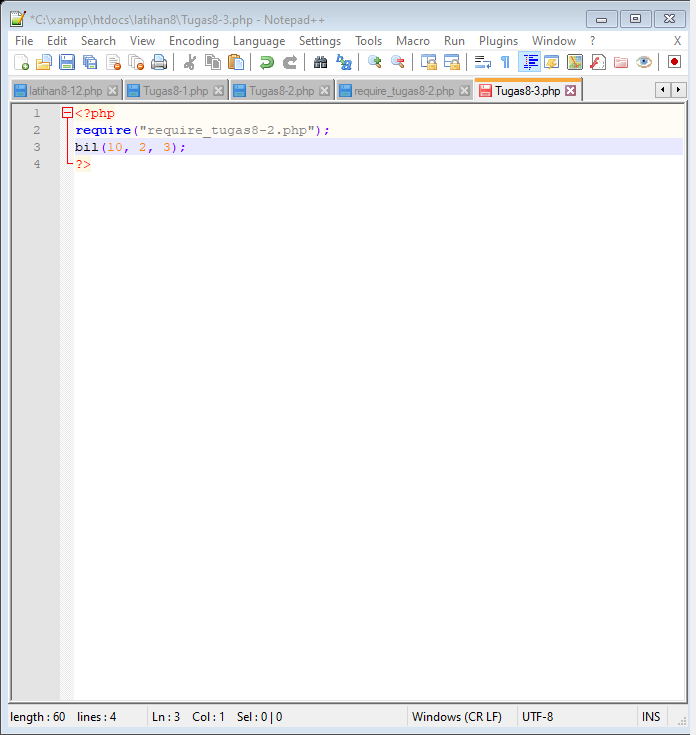 *C:\xampp\htdocs\latihan8\Tugas8-3.php - Notepad++
File Edit Search View Encoding Language Settings Tools Macro Run Plugins Window ? X
latihan8-12.php Tugas8-1.php Tugas8-2.php require_tugas8-2.php Tugas8-3.php
1 <?php
2 require("require_tugas8-2.php");
3 bil(10, 2, 3);
4 ?>
length : 60 lines : 4 Ln : 3 Col : 1 Sel : 0 | 0 Windows (CR LF) UTF-8 INS